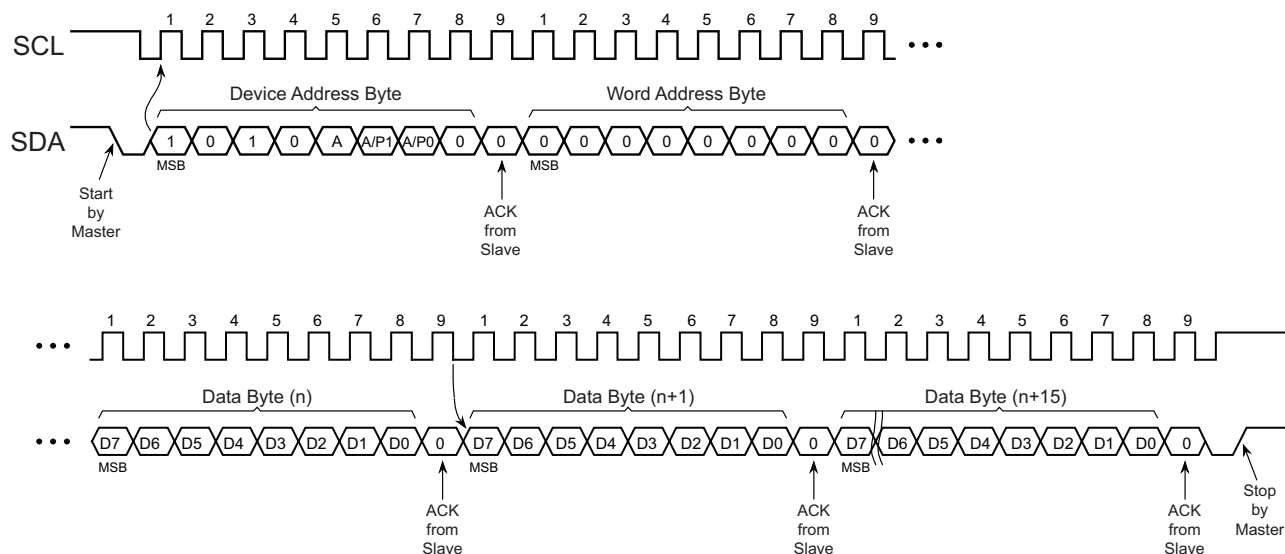 1 2 3 4 5 6 7 8 9 1 2 3 4 5 6 7 8 9
SCL
Device Address Byte Word Address Byte
SDA 1 0 1 0 A A/P1 A/P0 0 0 0 0 0 0 0 0 0 0 0
MSB MSB
Start
by
Master
ACK
from
Slave
ACK
from
Slave
1 2 3 4 5 6 7 8 9 1 2 3 4 5 6 7 8 9 1 2 3 4 5 6 7 8 9
Data Byte (n) Data Byte (n+1) Data Byte (n+15)
D7 D6 D5 D4 D3 D2 D1 D0 0 D7 D6 D5 D4 D3 D2 D1 D0 0 D7 D6 D5 D4 D3 D2 D1 D0 0
MSB MSB MSB
ACK
from
Slave
ACK
from
Slave
ACK
from
Slave
Stop
by
Master